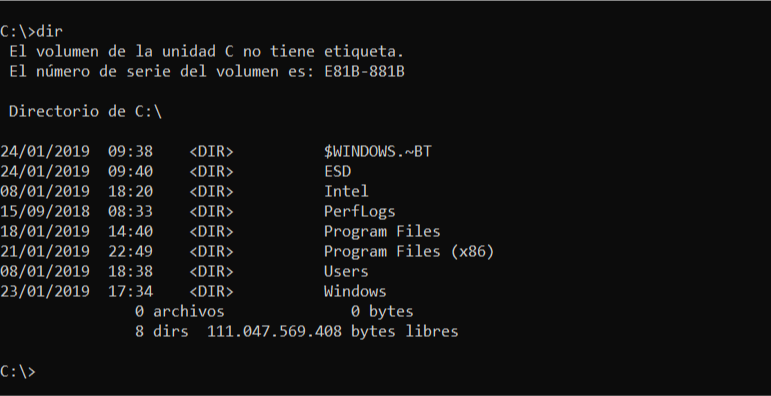 C:\>dir
 El volumen de la unidad C no tiene etiqueta.
 El número de serie del volumen es: E81B-881B

 Directorio de C:\

24/01/2019  09:38    <DIR>          $WINDOWS.~BT
24/01/2019  09:40    <DIR>          ESD
08/01/2019  18:20    <DIR>          Intel
15/09/2018  08:33    <DIR>          PerfLogs
18/01/2019  14:40    <DIR>          Program Files
21/01/2019  22:49    <DIR>          Program Files (x86)
08/01/2019  18:38    <DIR>          Users
23/01/2019  17:34    <DIR>          Windows
               0 archivos              0 bytes
               8 dirs  111.047.569.408 bytes libres

C:\>